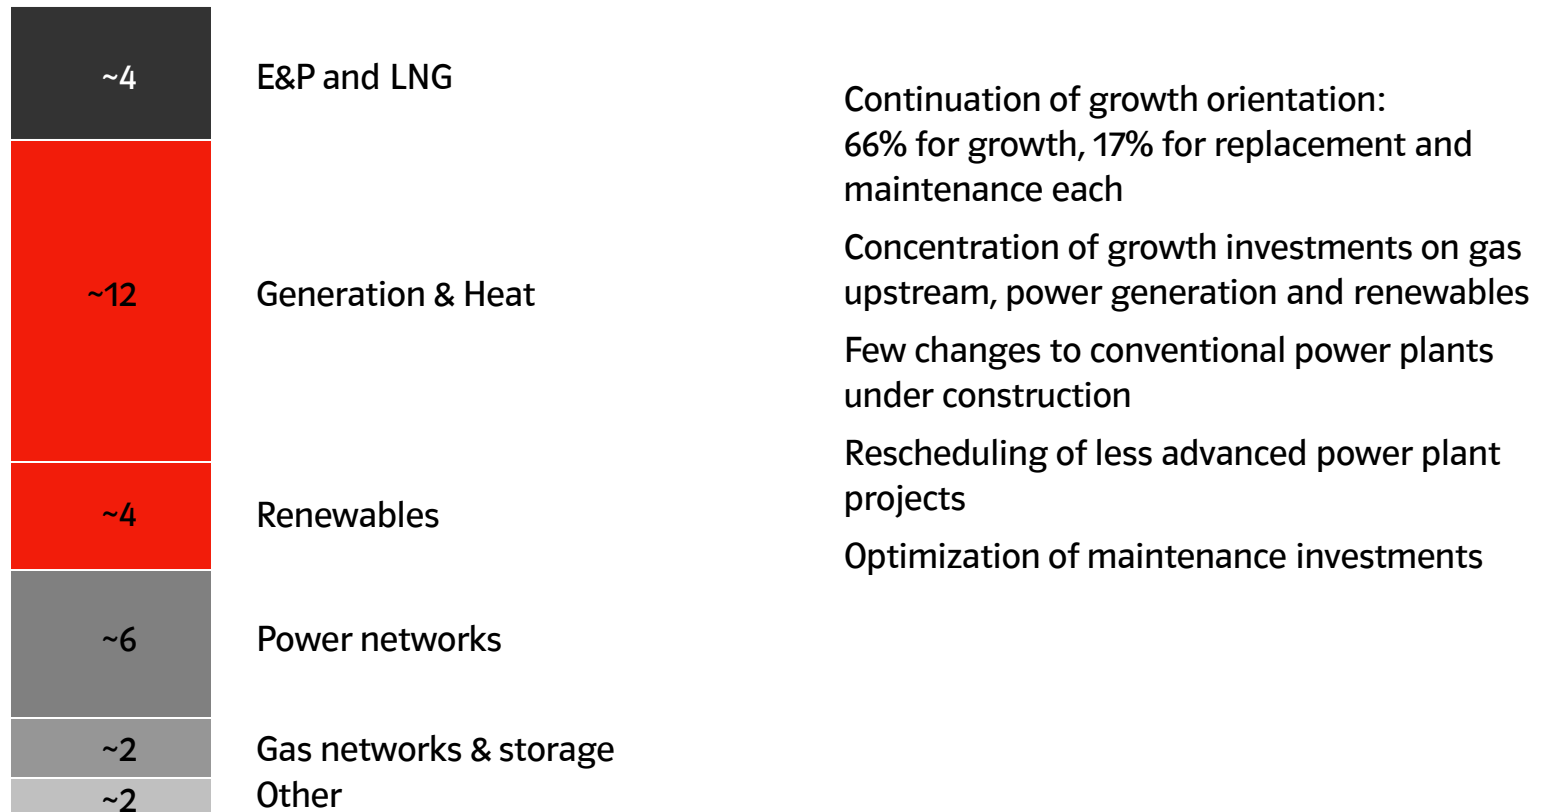 ~4 E&P and LNG
~12 Generation & Heat
~4 Renewables
~6 Power networks
~2 Gas networks & storage
~2 Other
Continuation of growth orientation:
66% for growth, 17% for replacement and
maintenance each
Concentration of growth investments on gas
upstream, power generation and renewables
Few changes to conventional power plants
under construction
Rescheduling of less advanced power plant
projects
Optimization of maintenance investments